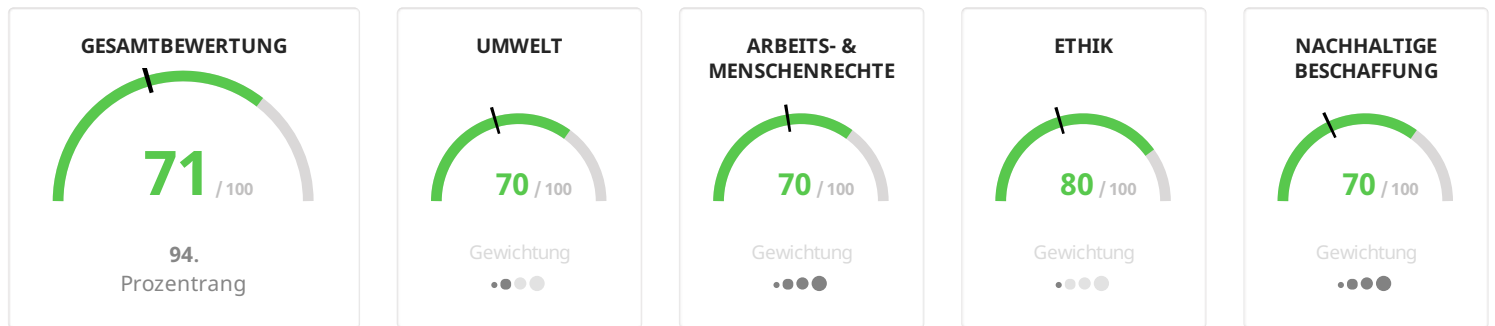 GESAMTBEWERTUNG
71 / 100
94.
Prozentrang
UMWELT
70 / 100
Gewichtung
ARBEITS- &
MENSCHENRECHTE
70 / 100
Gewichtung
ETHIK
80 / 100
Gewichtung
NACHHALTIGE
BESCHAFFUNG
70 / 100
Gewichtung